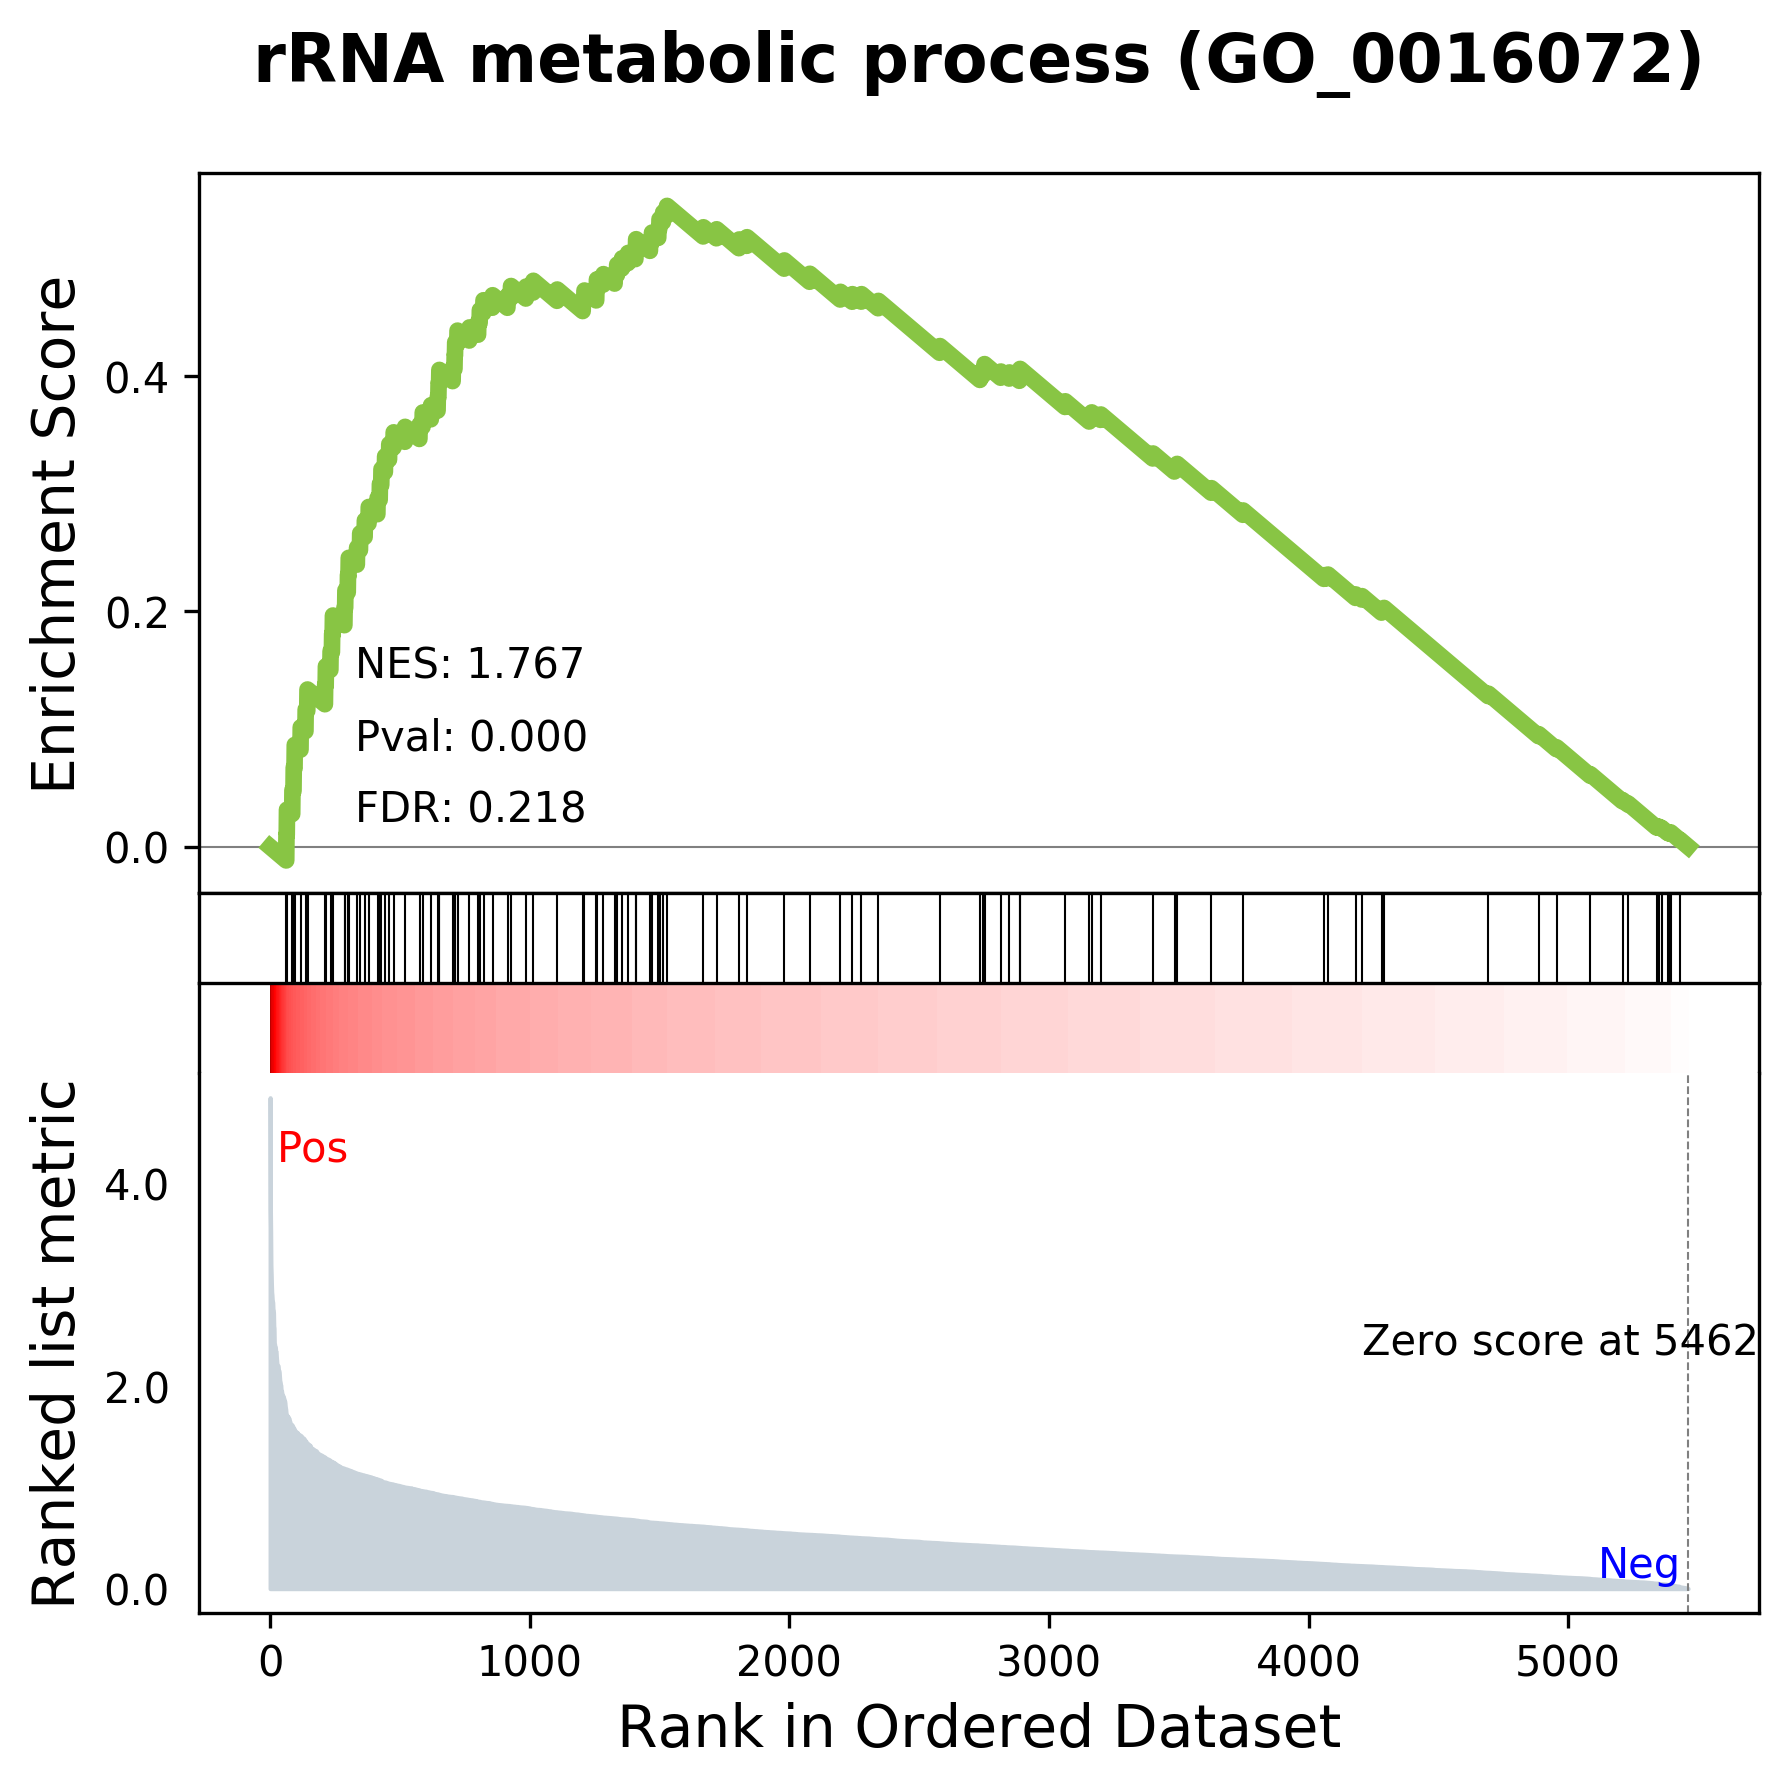 rRNA metabolic process (GO_0016072)
Enrichment Score
0.4
0.2
0.0
NES: 1.767
Pval: 0.000
FDR: 0.218
Ranked list metric
4.0
2.0
0.0
Pos
Zero score at 5462
Neg
0 1000 2000 3000 4000 5000
Rank in Ordered Dataset